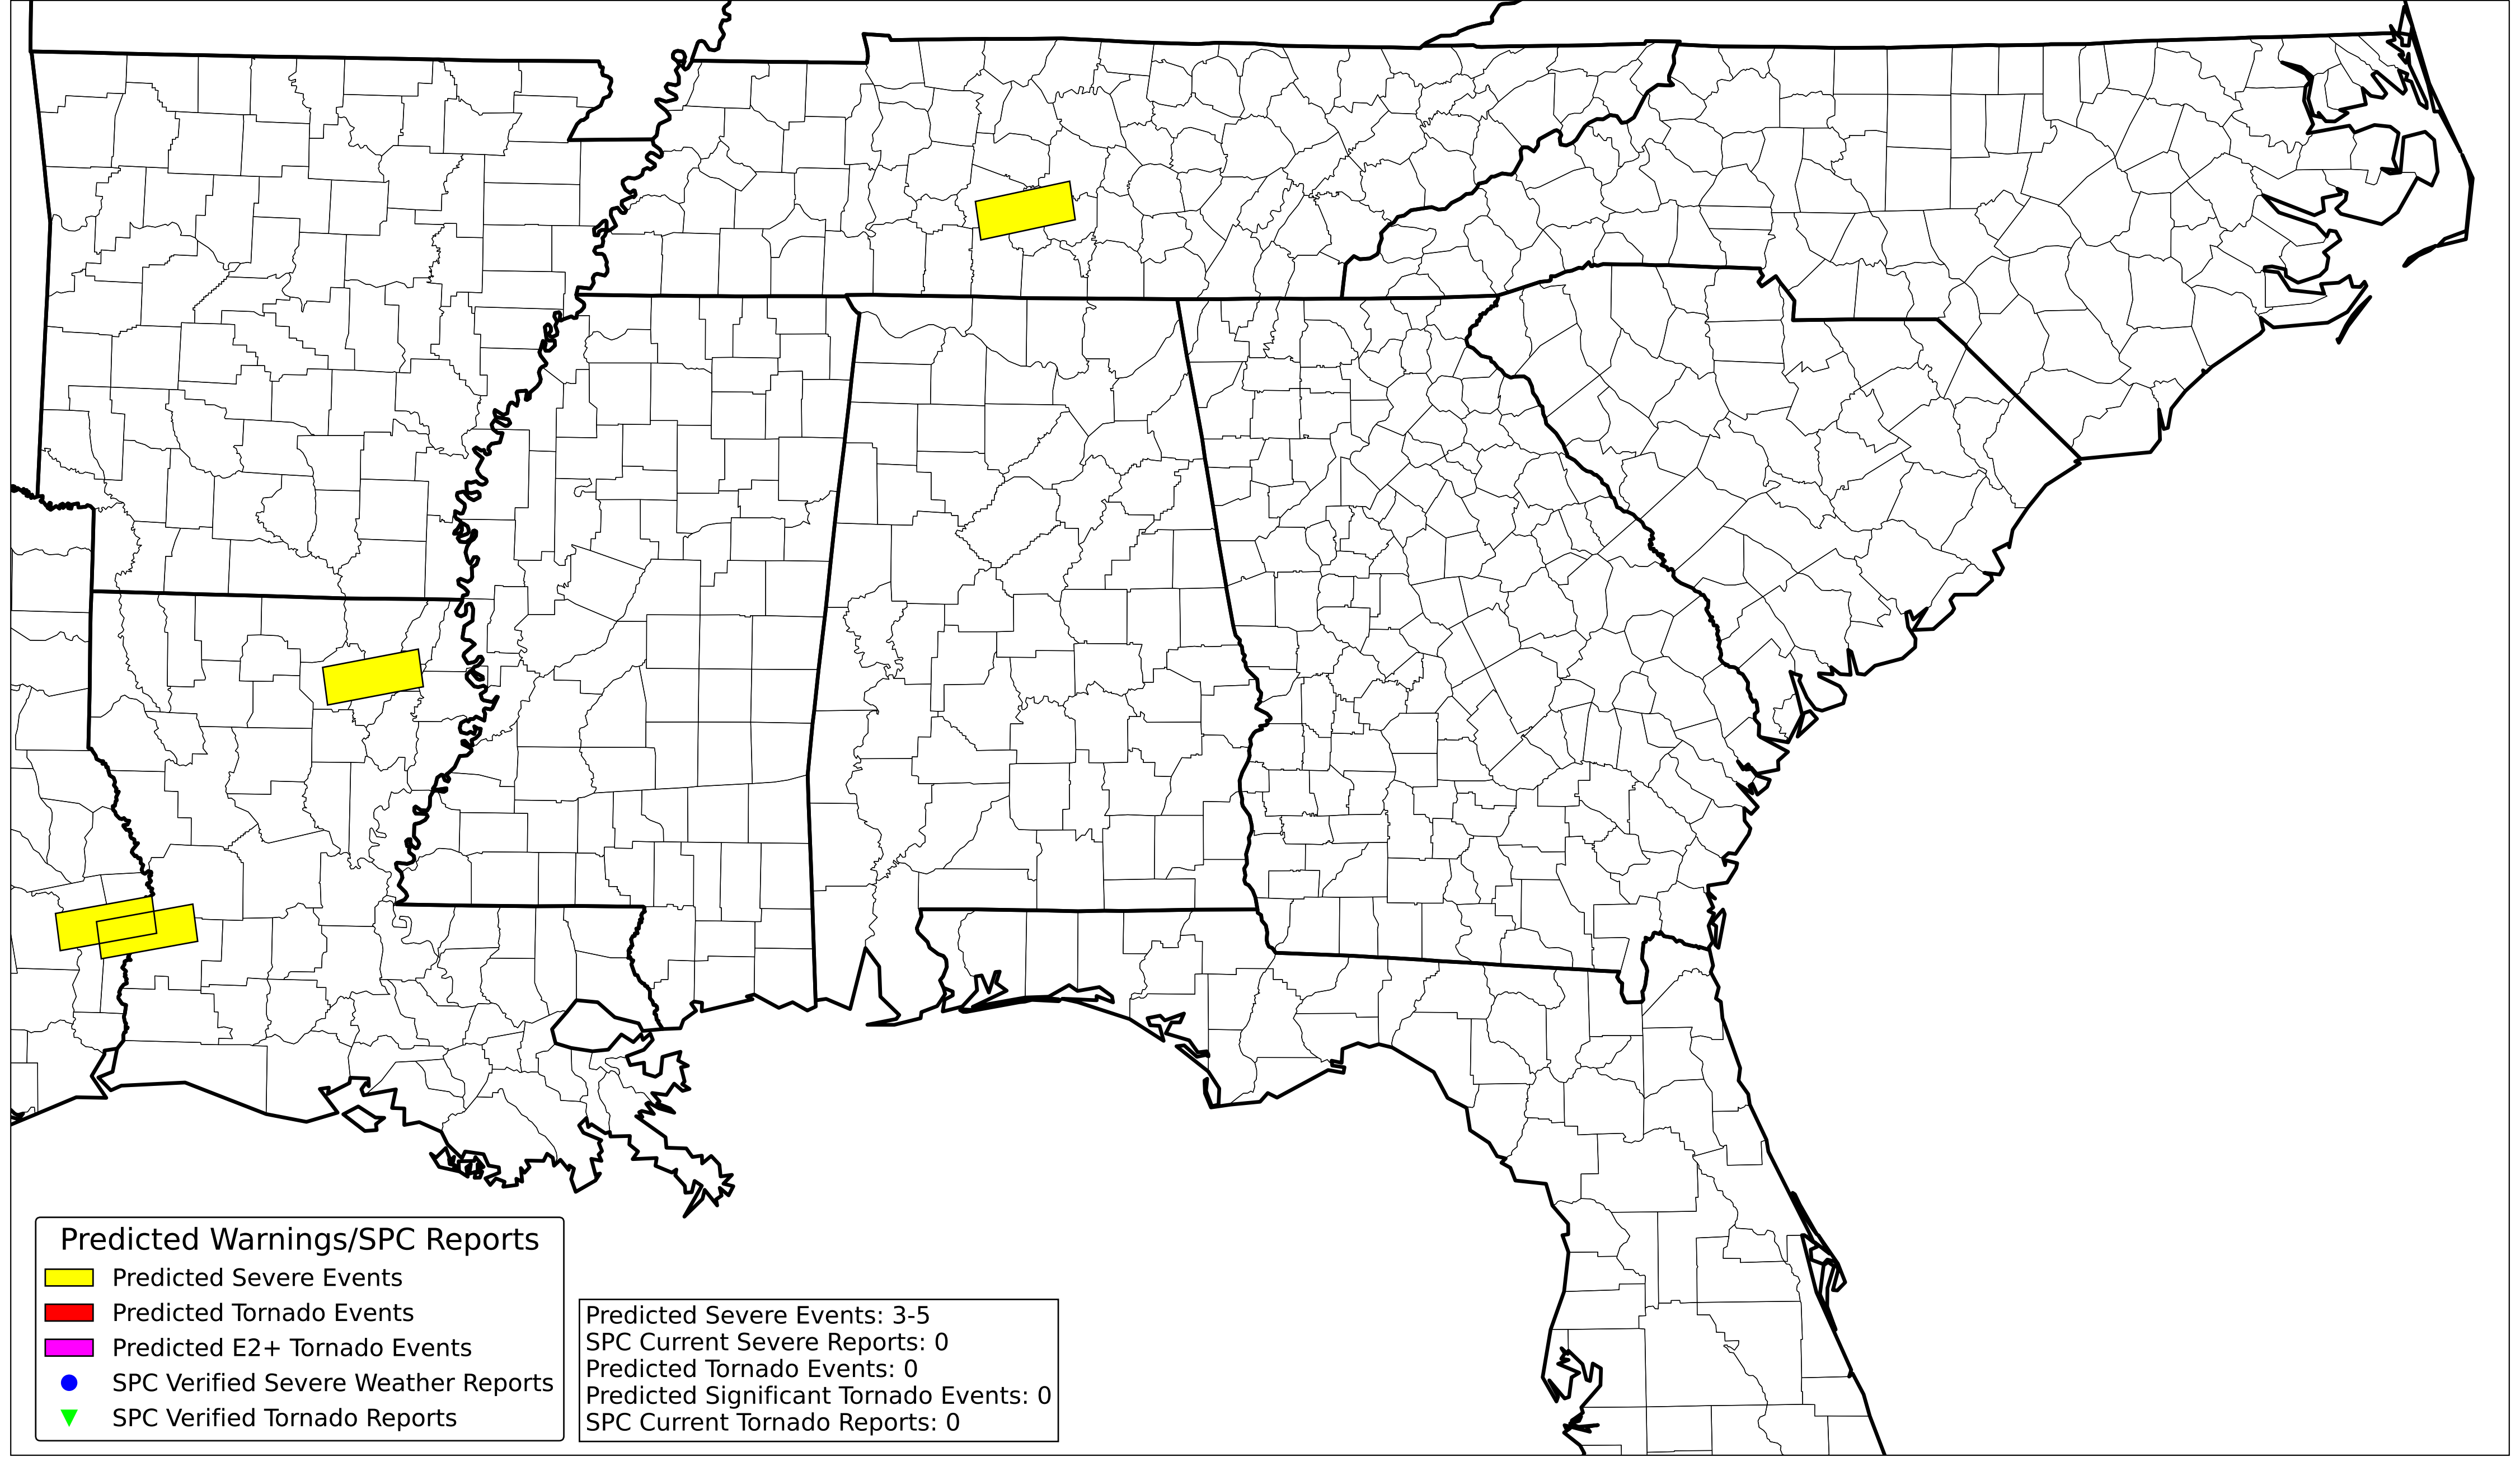 Predicted Warnings/SPC Reports
Predicted Severe Events
Predicted Tornado Events
Predicted E2+ Tornado Events
SPC Verified Severe Weather Reports
SPC Verified Tornado Reports
Predicted Severe Events: 3-5
SPC Current Severe Reports: 0
Predicted Tornado Events: 0
Predicted Significant Tornado Events: 0
SPC Current Tornado Reports: 0